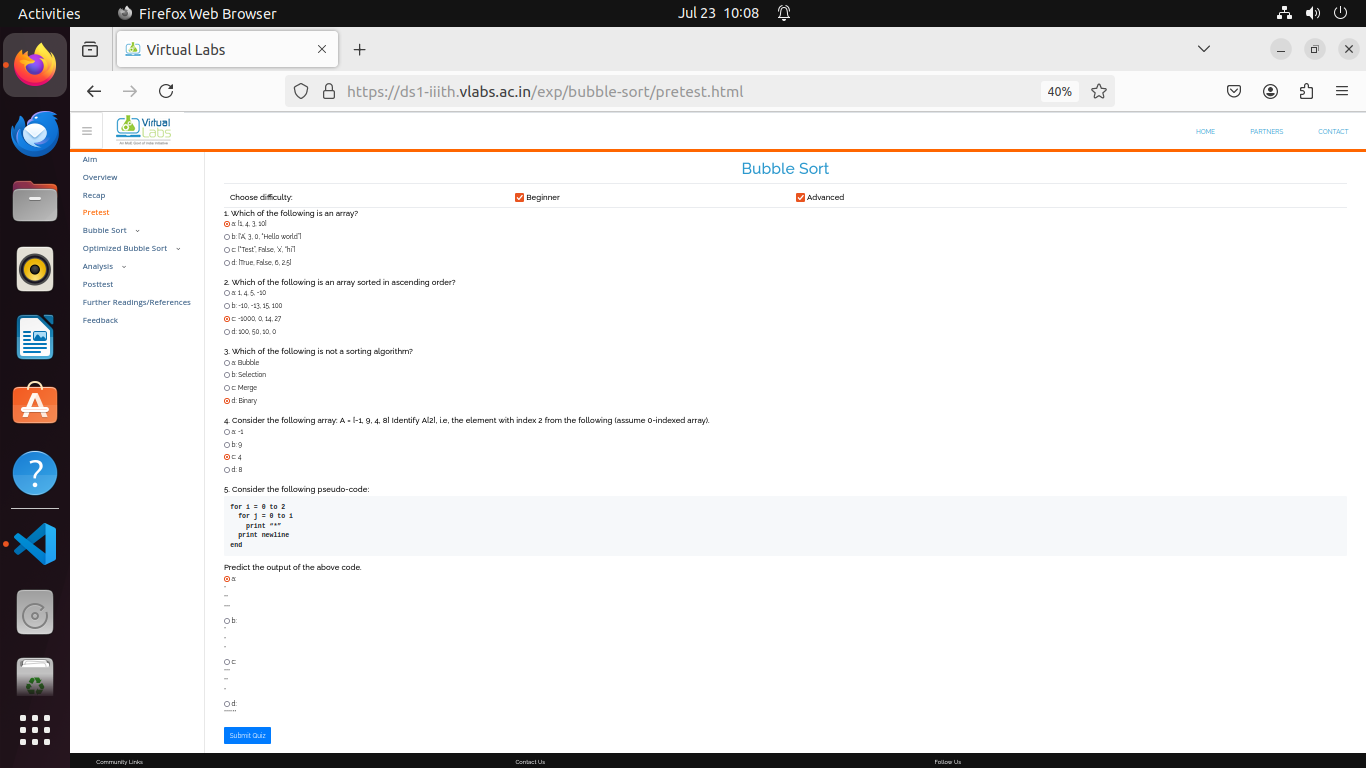 Activities
Firefox Web Browser
Jul 23 10:08
Virtual Labs
https://ds1-iiith.vlabs.ac.in/exp/bubble-sort/pretest.html
40%
Virtual
Labs
HOME
PARTNERS
CONTACT
Aim
Overview
Recap
Pretest
Bubble Sort
Optimized Bubble Sort
Analysis
Posttest
Further Readings/References
Feedback
Bubble Sort
Choose difficulty:
Beginner
Advanced
1. Which of the following is an array?
a: [1, 4, 3, 10]
b: ['A', 3, 0, "Hello world"]
c: ["Test", False, 'x', "hi"]
d: [True, False, 6, 2.5]
2. Which of the following is an array sorted in ascending order?
a: 1, 4, 5, -10
b: -10, -13, 15, 100
c: -1000, 0, 14, 27
d: 100, 50, 10, 0
3. Which of the following is not a sorting algorithm?
a: Bubble
b: Selection
c: Merge
d: Binary
4. Consider the following array: A = [-1, 9, 4, 8] Identify A[2], i.e, the element with index 2 from the following (assume 0-indexed array).
a: -1
b: 9
c: 4
d: 8
5. Consider the following pseudo-code:
for i = 0 to 2
for j = 0 to i
print "*"
print newline
end
Predict the output of the above code.
a:
*
**
***
b:
*
*
*
c:
***
**
*
d:
Submit Quiz
Community Links
Contact Us
Follow Us